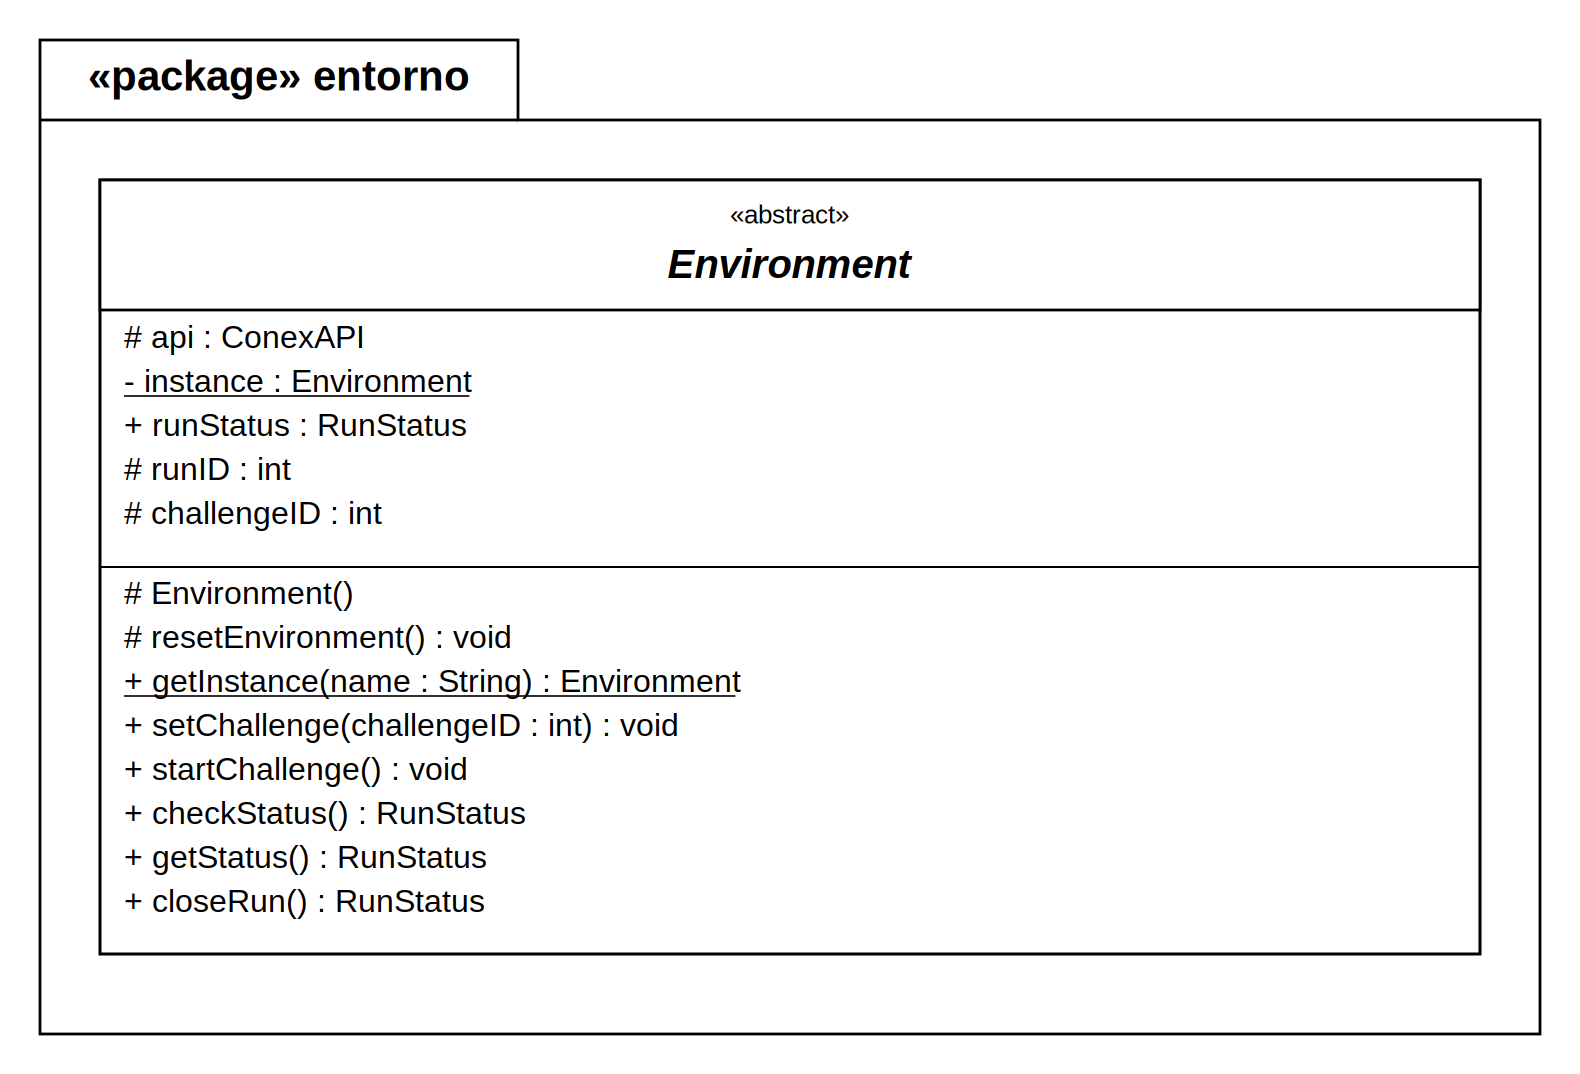 «package» entorno
«abstract»
Environment
# api : ConexAPI
- instance : Environment
+ runStatus : RunStatus
# runID : int
# challengeID : int
# Environment()
# resetEnvironment() : void
+ getInstance(name : String) : Environment
+ setChallenge(challengeID : int) : void
+ startChallenge() : void
+ checkStatus() : RunStatus
+ getStatus() : RunStatus
+ closeRun() : RunStatus